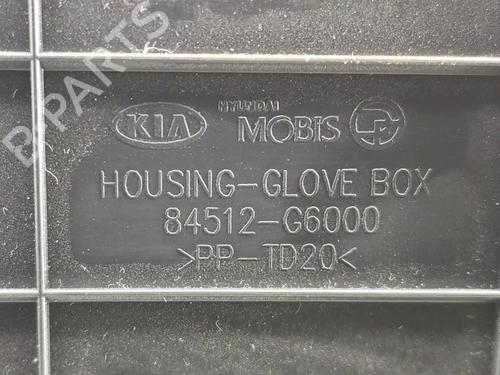 B-PARTS
HYUNDAI
KIA MOBIS
HOUSING-GLOVE BOX
84512-G6000
>PP-TD20<